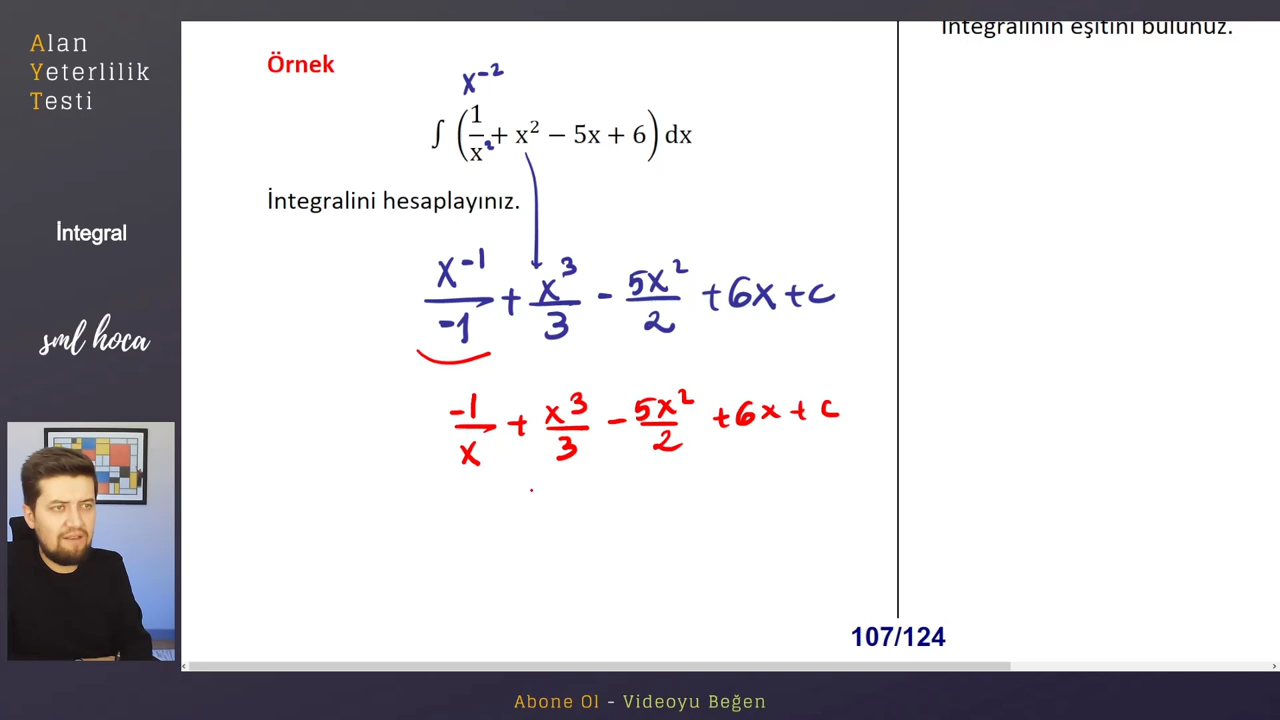 Alan
Yeterlilik
Testi
İntegral
sml hoca
Örnek
x⁻²
∫ (1/x² + x² − 5x + 6) dx
İntegralini hesaplayınız.
x⁻¹/-1 + x³/3 - 5x²/2 + 6x + c
-1/x + x³/3 - 5x²/2 + 6x + c
İntegralinin eşitini bulunuz.
107/124
Abone Ol - Videoyu Beğen